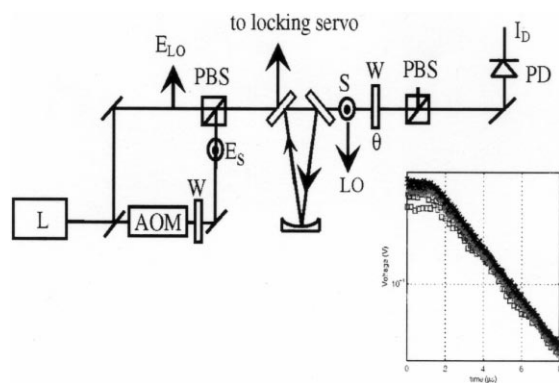 to locking servo
E_LO
I_D
PBS
S
W
PBS
PD
E_S
θ
LO
W
L
AOM
Voltage (V)
10⁻¹
0
2
4
6
8
time (μs)